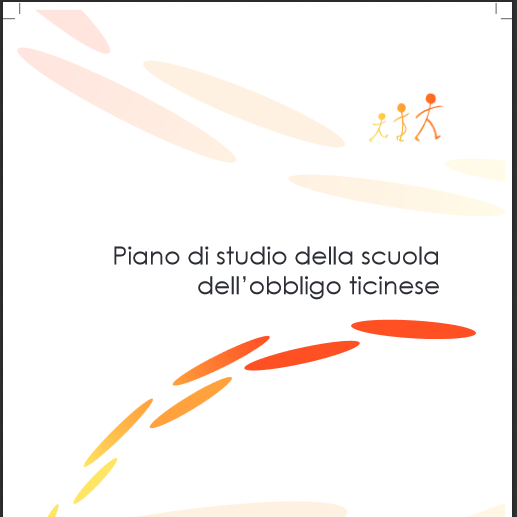 Piano di studio della scuola
dell’obbligo ticinese